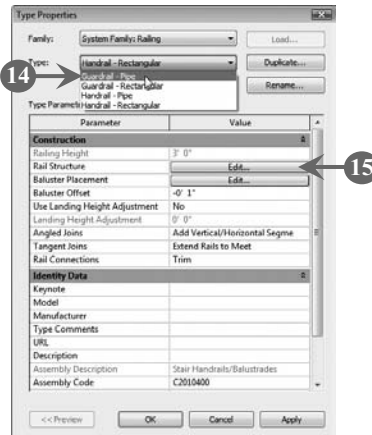 Type Properties
Family: System Family: Railing Load...
Type: Handrail - Rectangular Duplicate...
14 Guardrail - Pipe
Guardrail - Rectangular Rename...
Handrail - Pipe
Type Parameters Handrail - Rectangular
Parameter Value
Construction
Railing Height 3' 0"
Rail Structure Edit... 15
Baluster Placement Edit...
Baluster Offset -0' 1"
Use Landing Height Adjustment No
Landing Height Adjustment 0' 0"
Angled Joins Add Vertical/Horizontal Segme
Tangent Joins Extend Rails to Meet
Rail Connections Trim
Identity Data
Keynote
Model
Manufacturer
Type Comments
URL
Description
Assembly Description Stair Handrails/Balustrades
Assembly Code C2010400
<< Preview OK Cancel Apply